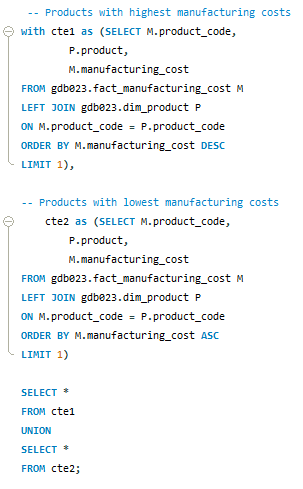 -- Products with highest manufacturing costs
with cte1 as (SELECT M.product_code,
P.product,
M.manufacturing_cost
FROM gdb023.fact_manufacturing_cost M
LEFT JOIN gdb023.dim_product P
ON M.product_code = P.product_code
ORDER BY M.manufacturing_cost DESC
LIMIT 1),
-- Products with lowest manufacturing costs
cte2 as (SELECT M.product_code,
P.product,
M.manufacturing_cost
FROM gdb023.fact_manufacturing_cost M
LEFT JOIN gdb023.dim_product P
ON M.product_code = P.product_code
ORDER BY M.manufacturing_cost ASC
LIMIT 1)
SELECT *
FROM cte1
UNION
SELECT *
FROM cte2;